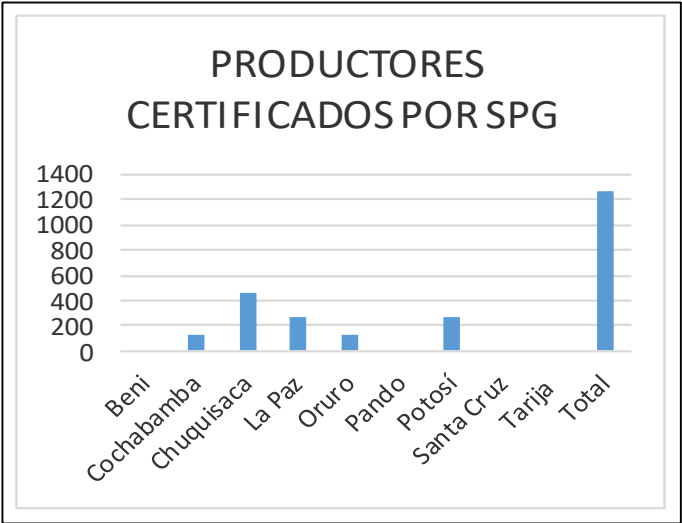 PRODUCTORES
CERTIFICADOS POR SPG
1400
1200
1000
800
600
400
200
0
Beni
Cochabamba
Chuquisaca
La Paz
Oruro
Pando
Potosí
Santa Cruz
Tarija
Total